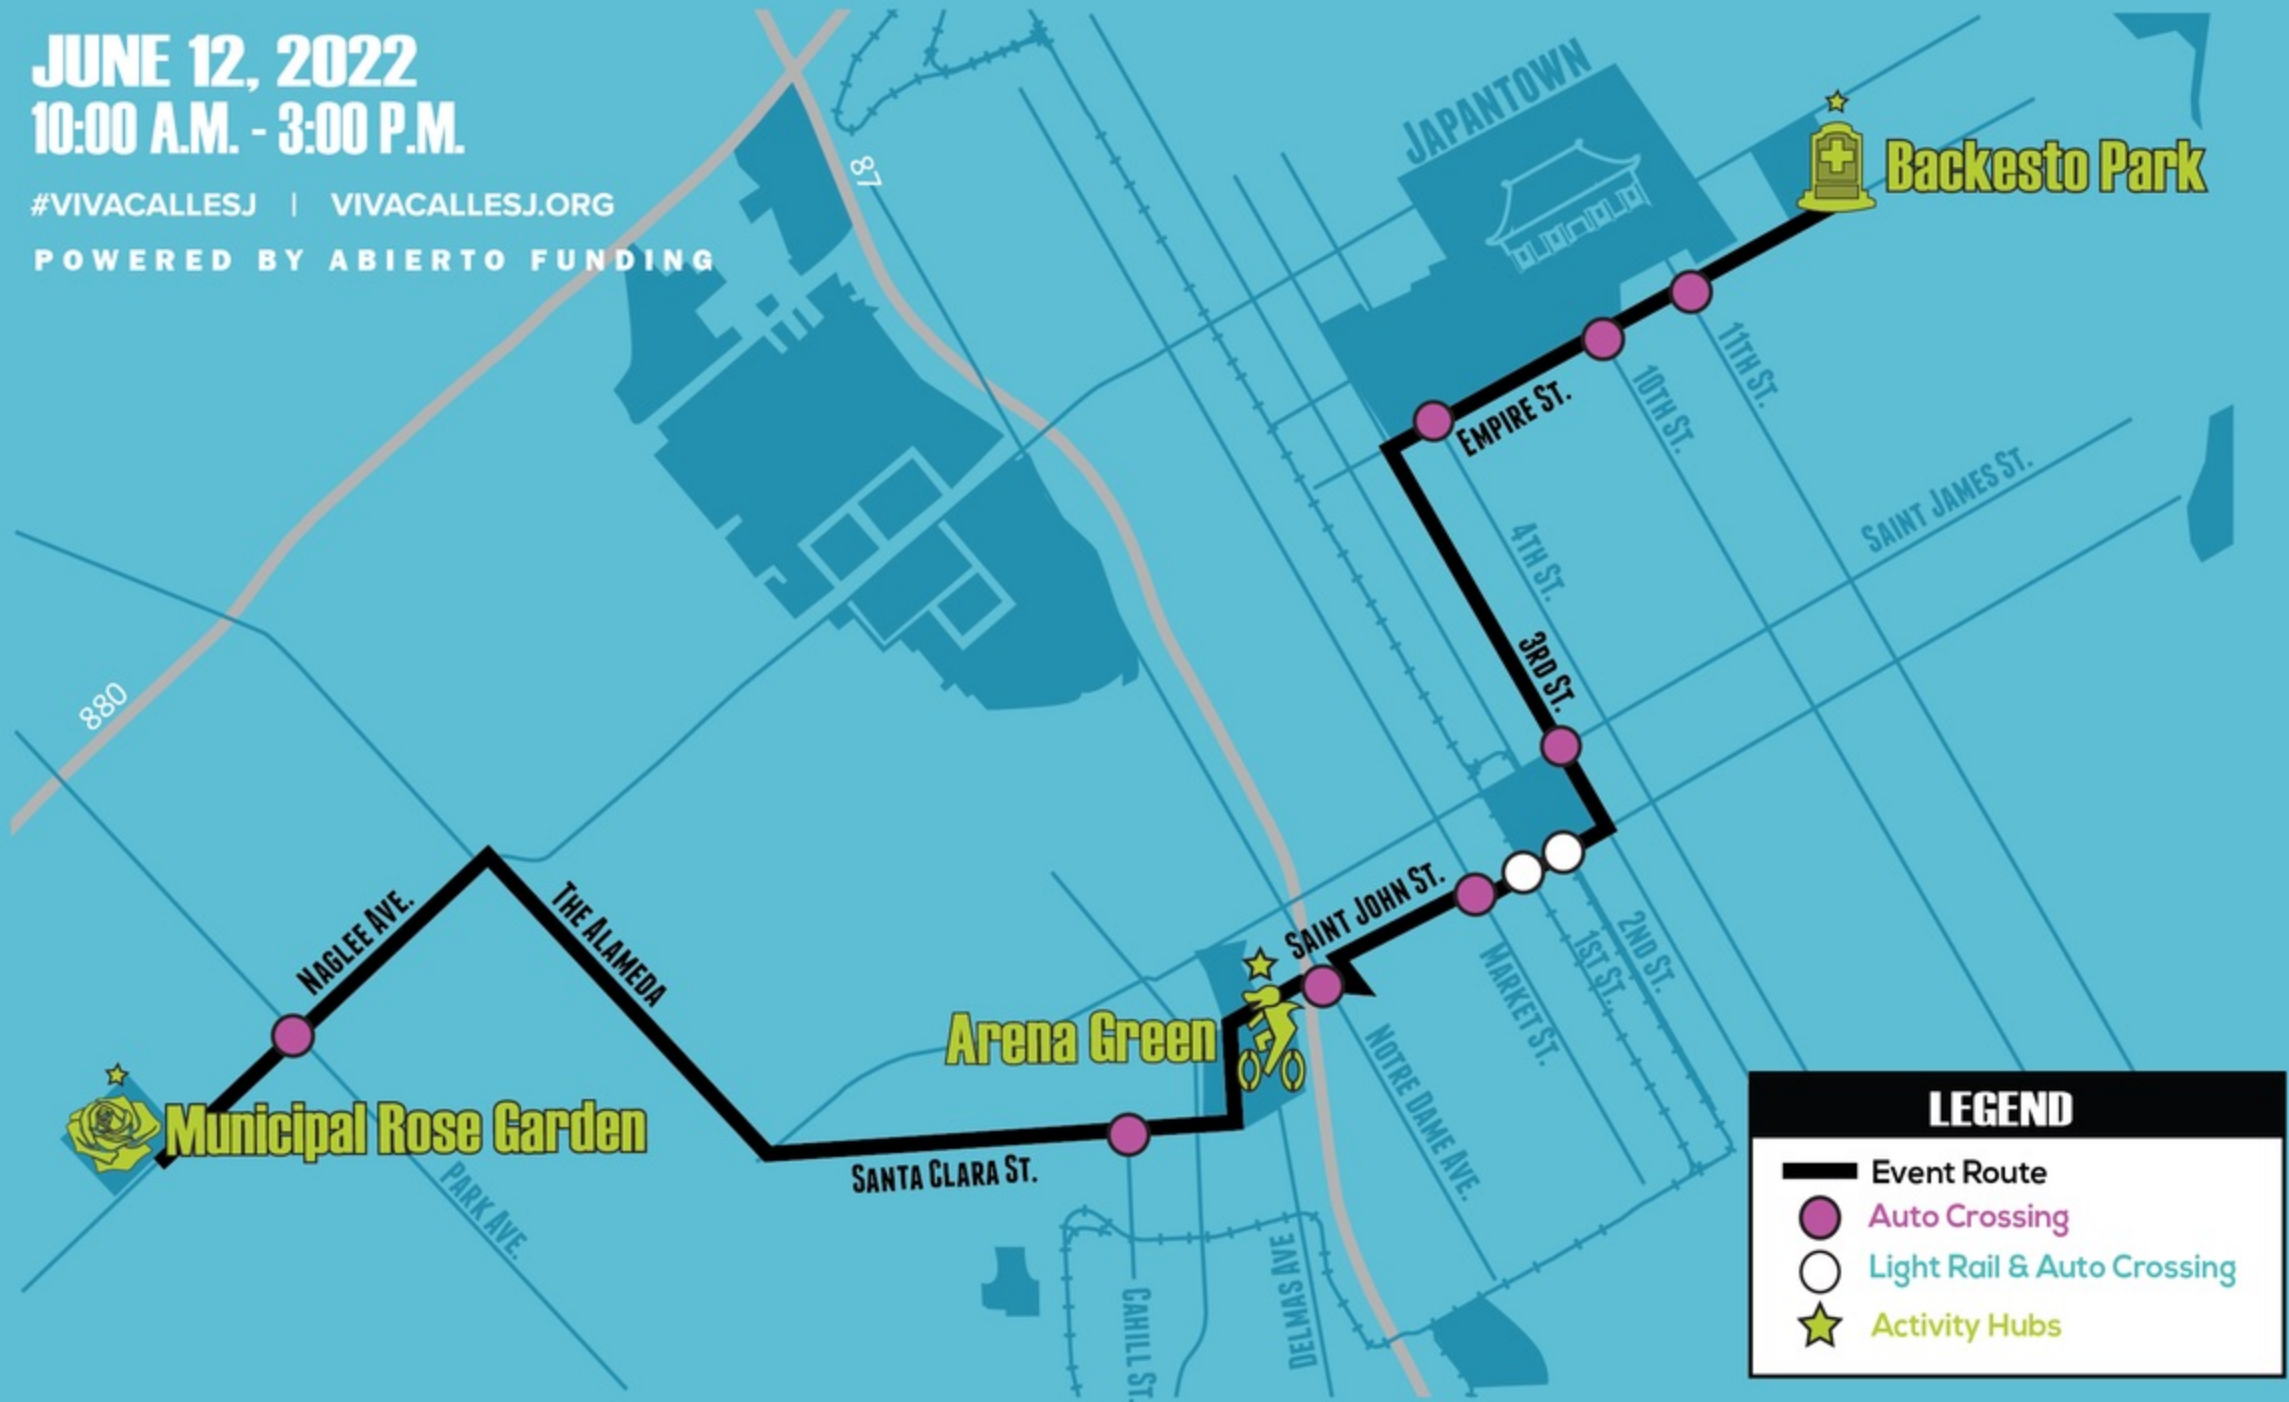 JUNE 12, 2022
10:00 A.M. - 3:00 P.M.
#VIVACALLESJ | VIVACALLESJ.ORG
POWERED BY ABIERTO FUNDING
87
JAPANTOWN
Backesto Park
11TH ST.
10TH ST.
EMPIRE ST.
SAINT JAMES ST.
4TH ST.
3RD ST.
880
SAINT JOHN ST.
NAGLEE AVE.
THE ALAMEDA
2ND ST.
1ST ST.
MARKET ST.
Arena Green
NOTRE DAME AVE.
Municipal Rose Garden
SANTA CLARA ST.
PARK AVE.
DELMAS AVE
CAHILL ST.
LEGEND
Event Route
Auto Crossing
Light Rail & Auto Crossing
Activity Hubs